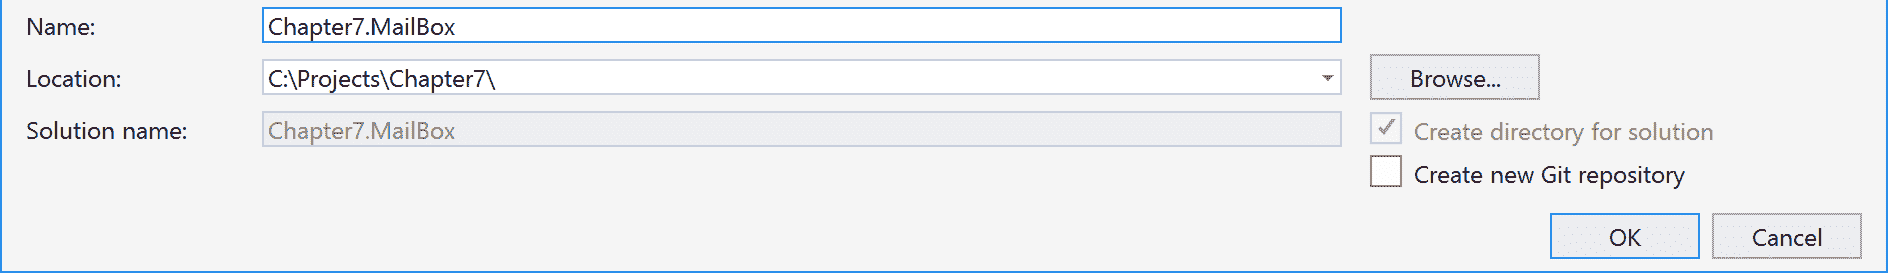 Name: Chapter7.MailBox
Location: C:\Projects\Chapter7\ Browse...
Solution name: Chapter7.MailBox Create directory for solution
Create new Git repository
OK Cancel